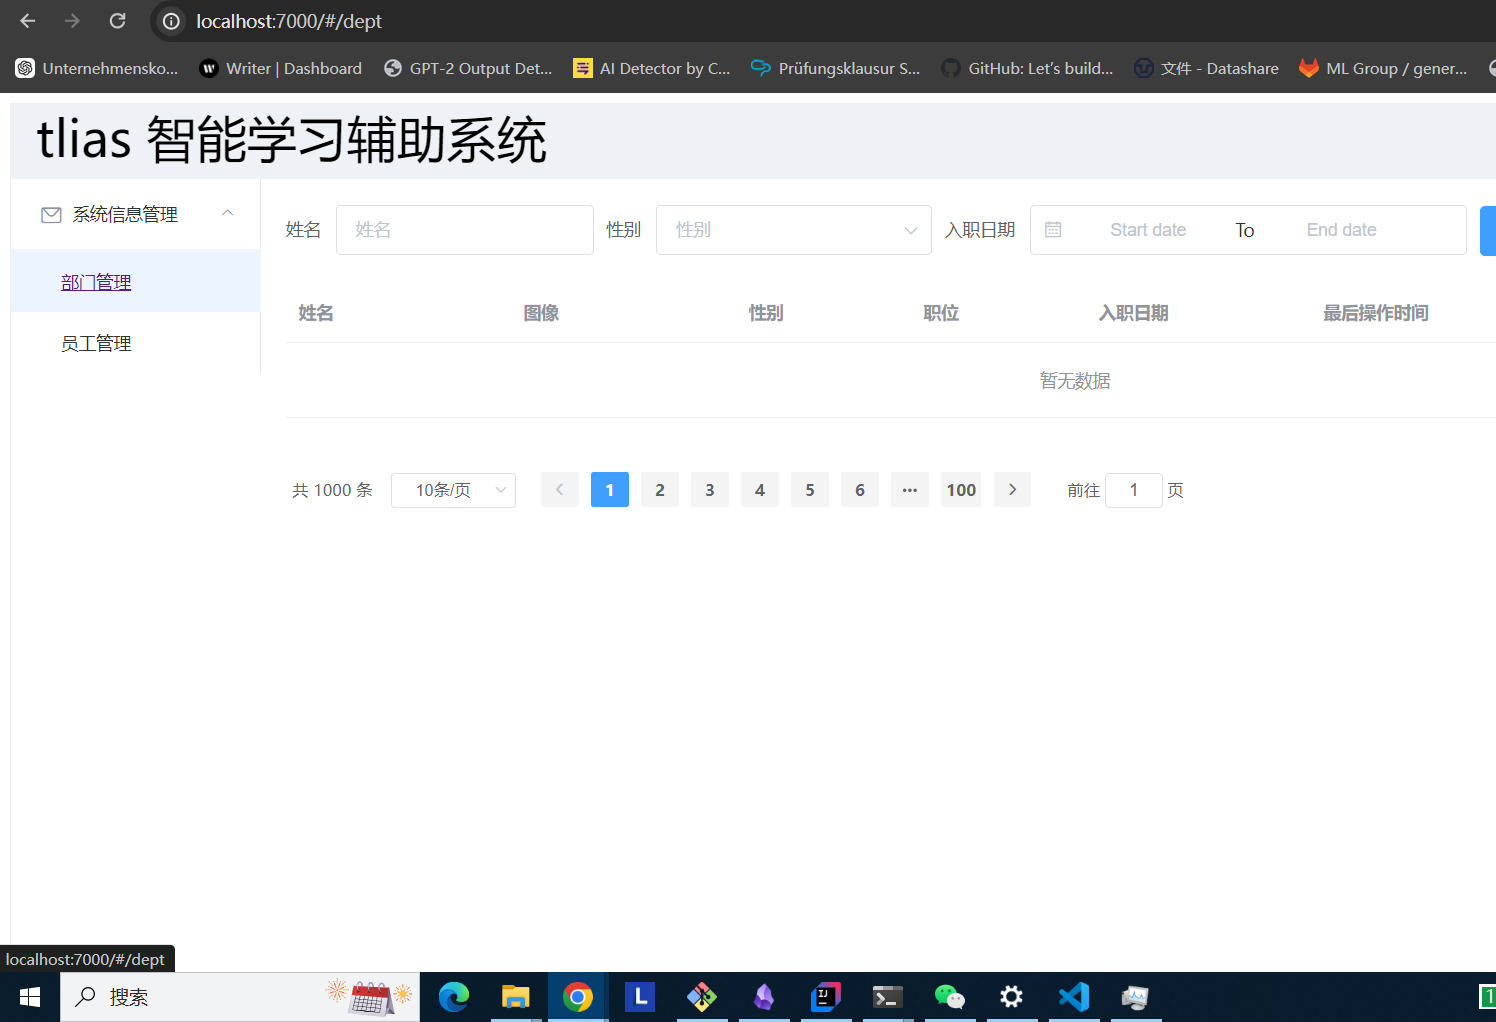 localhost:7000/#/dept
Unternehmensko...
Writer | Dashboard
GPT-2 Output Det...
AI Detector by C...
Prüfungsklausur S...
GitHub: Let's build...
文件 - Datashare
ML Group / gener...
tlias 智能学习辅助系统
系统信息管理
部门管理
员工管理
姓名 姓名 性别 性别 入职日期 Start date To End date
姓名 图像 性别 职位 入职日期 最后操作时间
暂无数据
共 1000 条 10条/页 1 2 3 4 5 6 ••• 100 前往 1 页
localhost:7000/#/dept
搜索